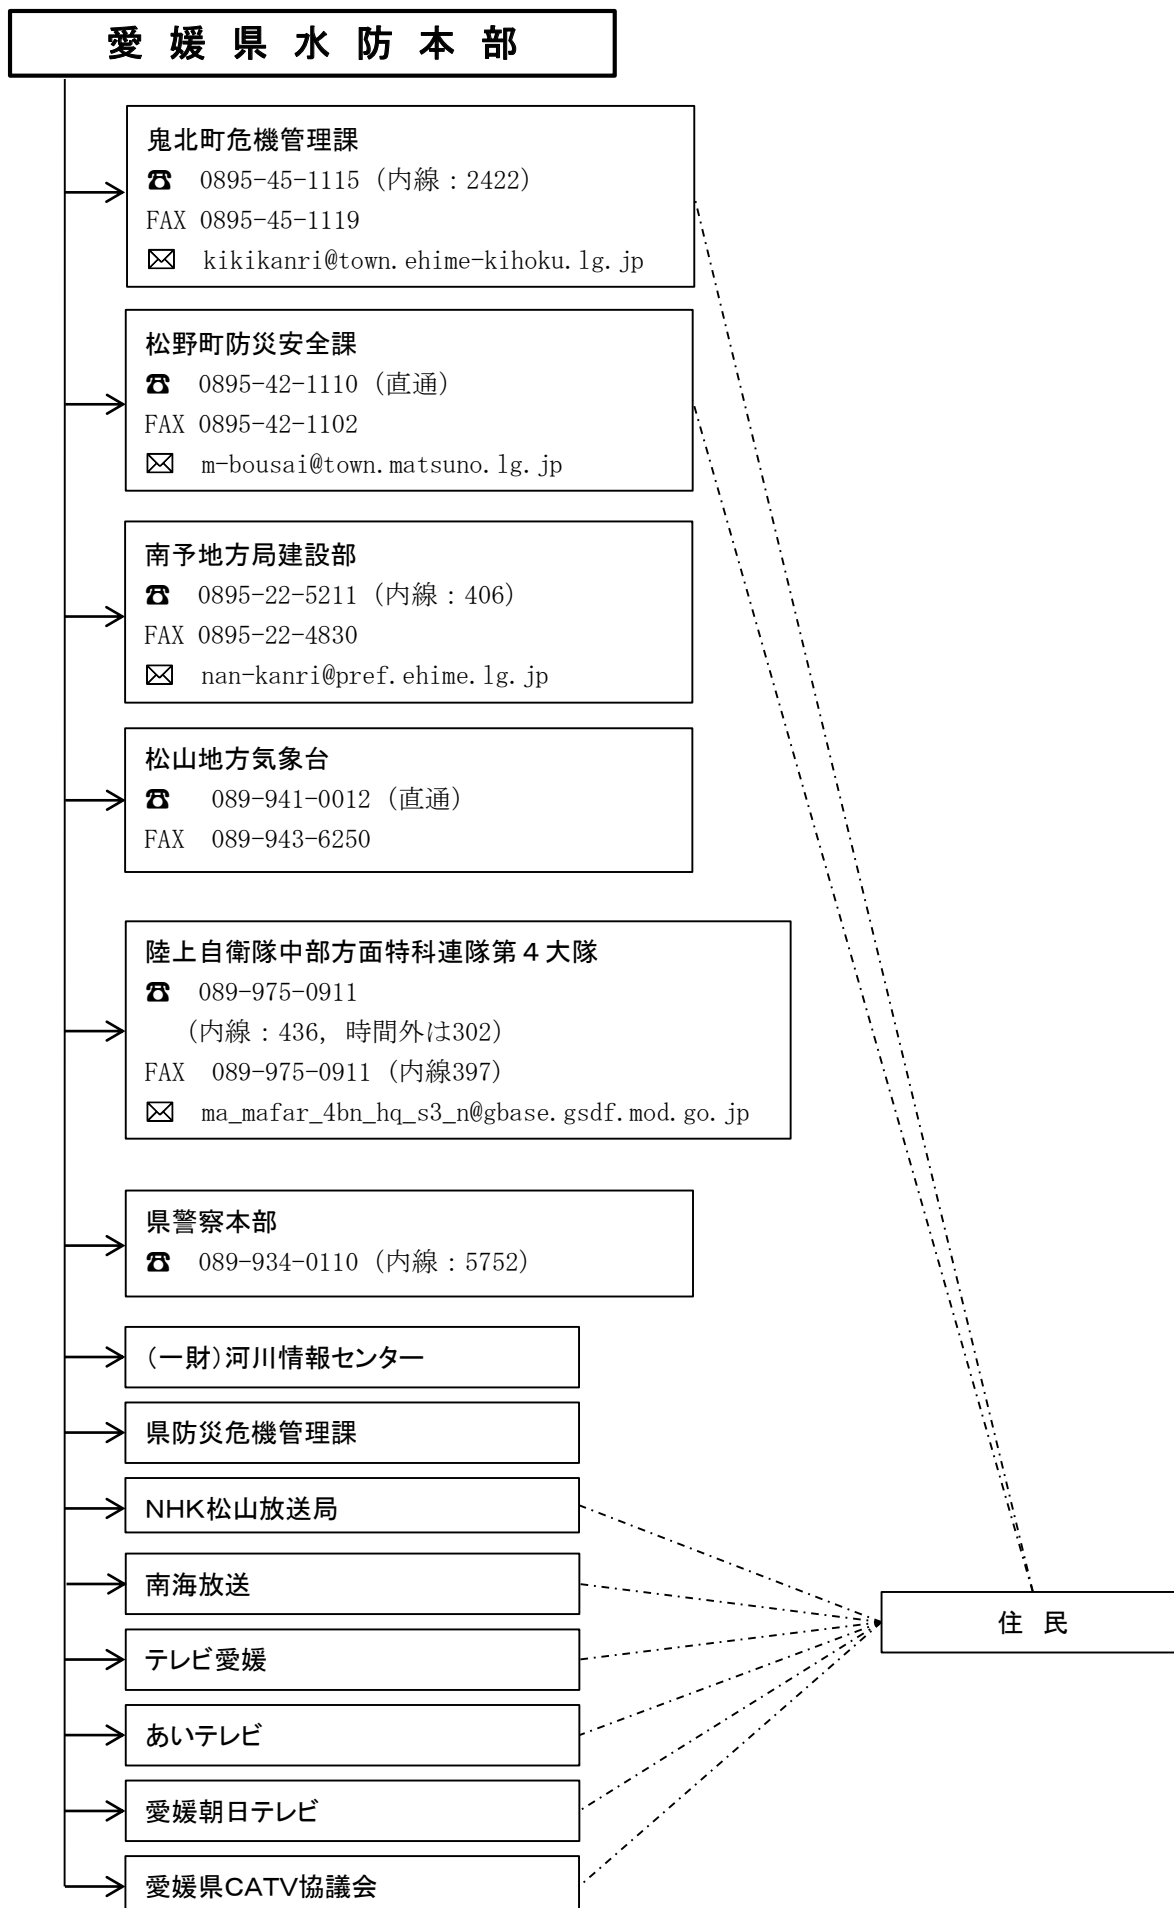 愛媛県水防本部
鬼北町危機管理課
☎ 0895-45-1115（内線：2422）
FAX 0895-45-1119
✉ kikikanri@town.ehime-kihoku.lg.jp
松野町防災安全課
☎ 0895-42-1110（直通）
FAX 0895-42-1102
✉ m-bousai@town.matsuno.lg.jp
南予地方局建設部
☎ 0895-22-5211（内線：406）
FAX 0895-22-4830
✉ nan-kanri@pref.ehime.lg.jp
松山地方気象台
☎ 089-941-0012（直通）
FAX 089-943-6250
陸上自衛隊中部方面特科連隊第４大隊
☎ 089-975-0911
（内線：436，時間外は302）
FAX 089-975-0911（内線397）
✉ ma_mafar_4bn_hq_s3_n@gbase.gsdf.mod.go.jp
県警察本部
☎ 089-934-0110（内線：5752）
（一財）河川情報センター
県防災危機管理課
NHK松山放送局
南海放送
住 民
テレビ愛媛
あいテレビ
愛媛朝日テレビ
愛媛県CATV協議会